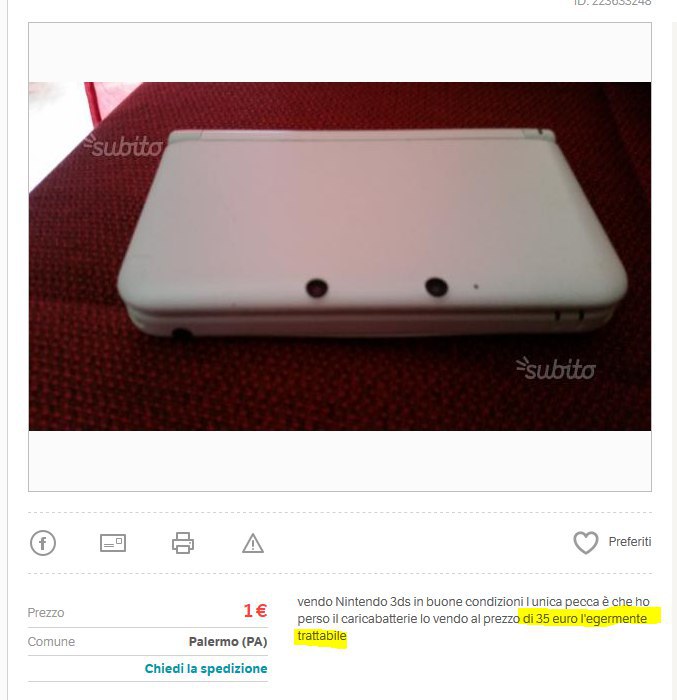 ID: 223633248
subito
subito
Preferiti
Prezzo
1 €
Comune
Palermo (PA)
Chiedi la spedizione
vendo Nintendo 3ds in buone condizioni l unica pecca è che ho
perso il caricabatterie lo vendo al prezzo di 35 euro l'egermente
trattabile